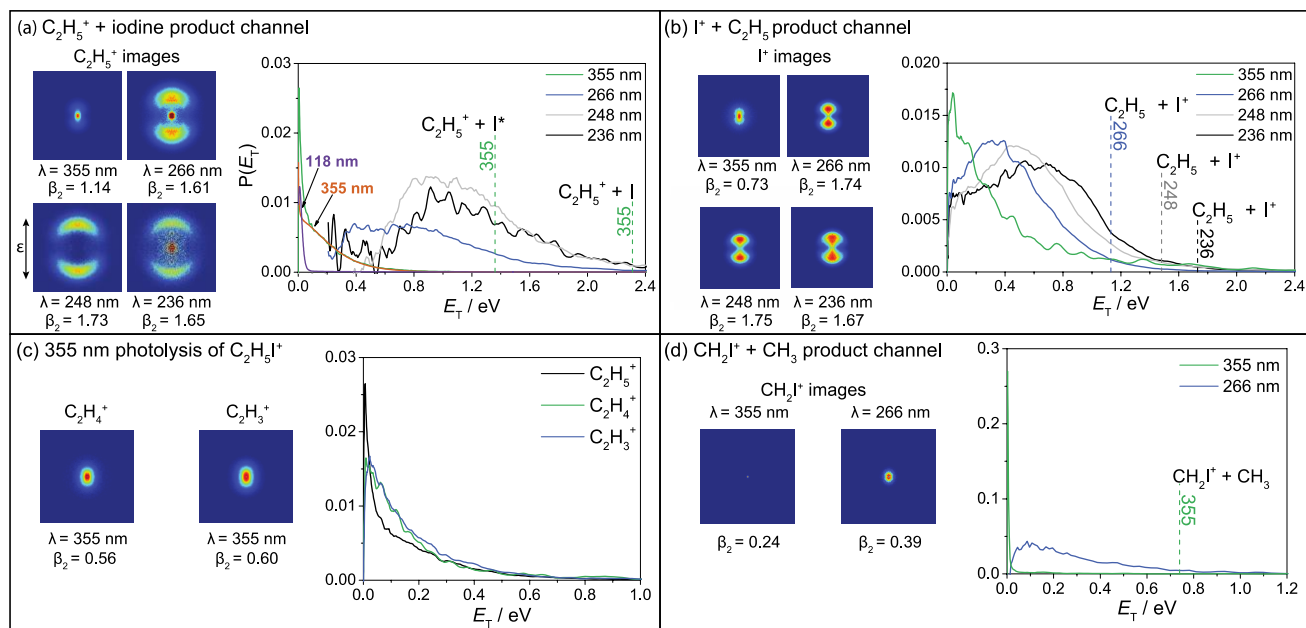 (a) C₂H₅⁺ + iodine product channel
C₂H₅⁺ images
λ = 355 nm
β₂ = 1.14
λ = 266 nm
β₂ = 1.61
ε
λ = 248 nm
β₂ = 1.73
λ = 236 nm
β₂ = 1.65
P(E_T)
0.03
0.02
0.01
0.00
355 nm
266 nm
248 nm
236 nm
118 nm
355 nm
C₂H₅⁺ + I*
355
C₂H₅⁺ + I
355
0.0 0.4 0.8 1.2 1.6 2.0 2.4
E_T / eV
(b) I⁺ + C₂H₅ product channel
I⁺ images
λ = 355 nm
β₂ = 0.73
λ = 266 nm
β₂ = 1.74
λ = 248 nm
β₂ = 1.75
λ = 236 nm
β₂ = 1.67
0.020
0.015
0.010
0.005
0.000
355 nm
266 nm
248 nm
236 nm
C₂H₅ + I⁺
266
C₂H₅ + I⁺
248
C₂H₅ + I⁺
236
0.0 0.4 0.8 1.2 1.6 2.0 2.4
E_T / eV
(c) 355 nm photolysis of C₂H₅I⁺
C₂H₄⁺
λ = 355 nm
β₂ = 0.56
C₂H₃⁺
λ = 355 nm
β₂ = 0.60
0.03
0.02
0.01
0.00
C₂H₅⁺
C₂H₄⁺
C₂H₃⁺
0.0 0.2 0.4 0.6 0.8 1.0
E_T / eV
(d) CH₂I⁺ + CH₃ product channel
CH₂I⁺ images
λ = 355 nm
β₂ = 0.24
λ = 266 nm
β₂ = 0.39
0.3
0.2
0.1
0.0
355 nm
266 nm
CH₂I⁺ + CH₃
355
0.0 0.2 0.4 0.6 0.8 1.0 1.2
E_T / eV